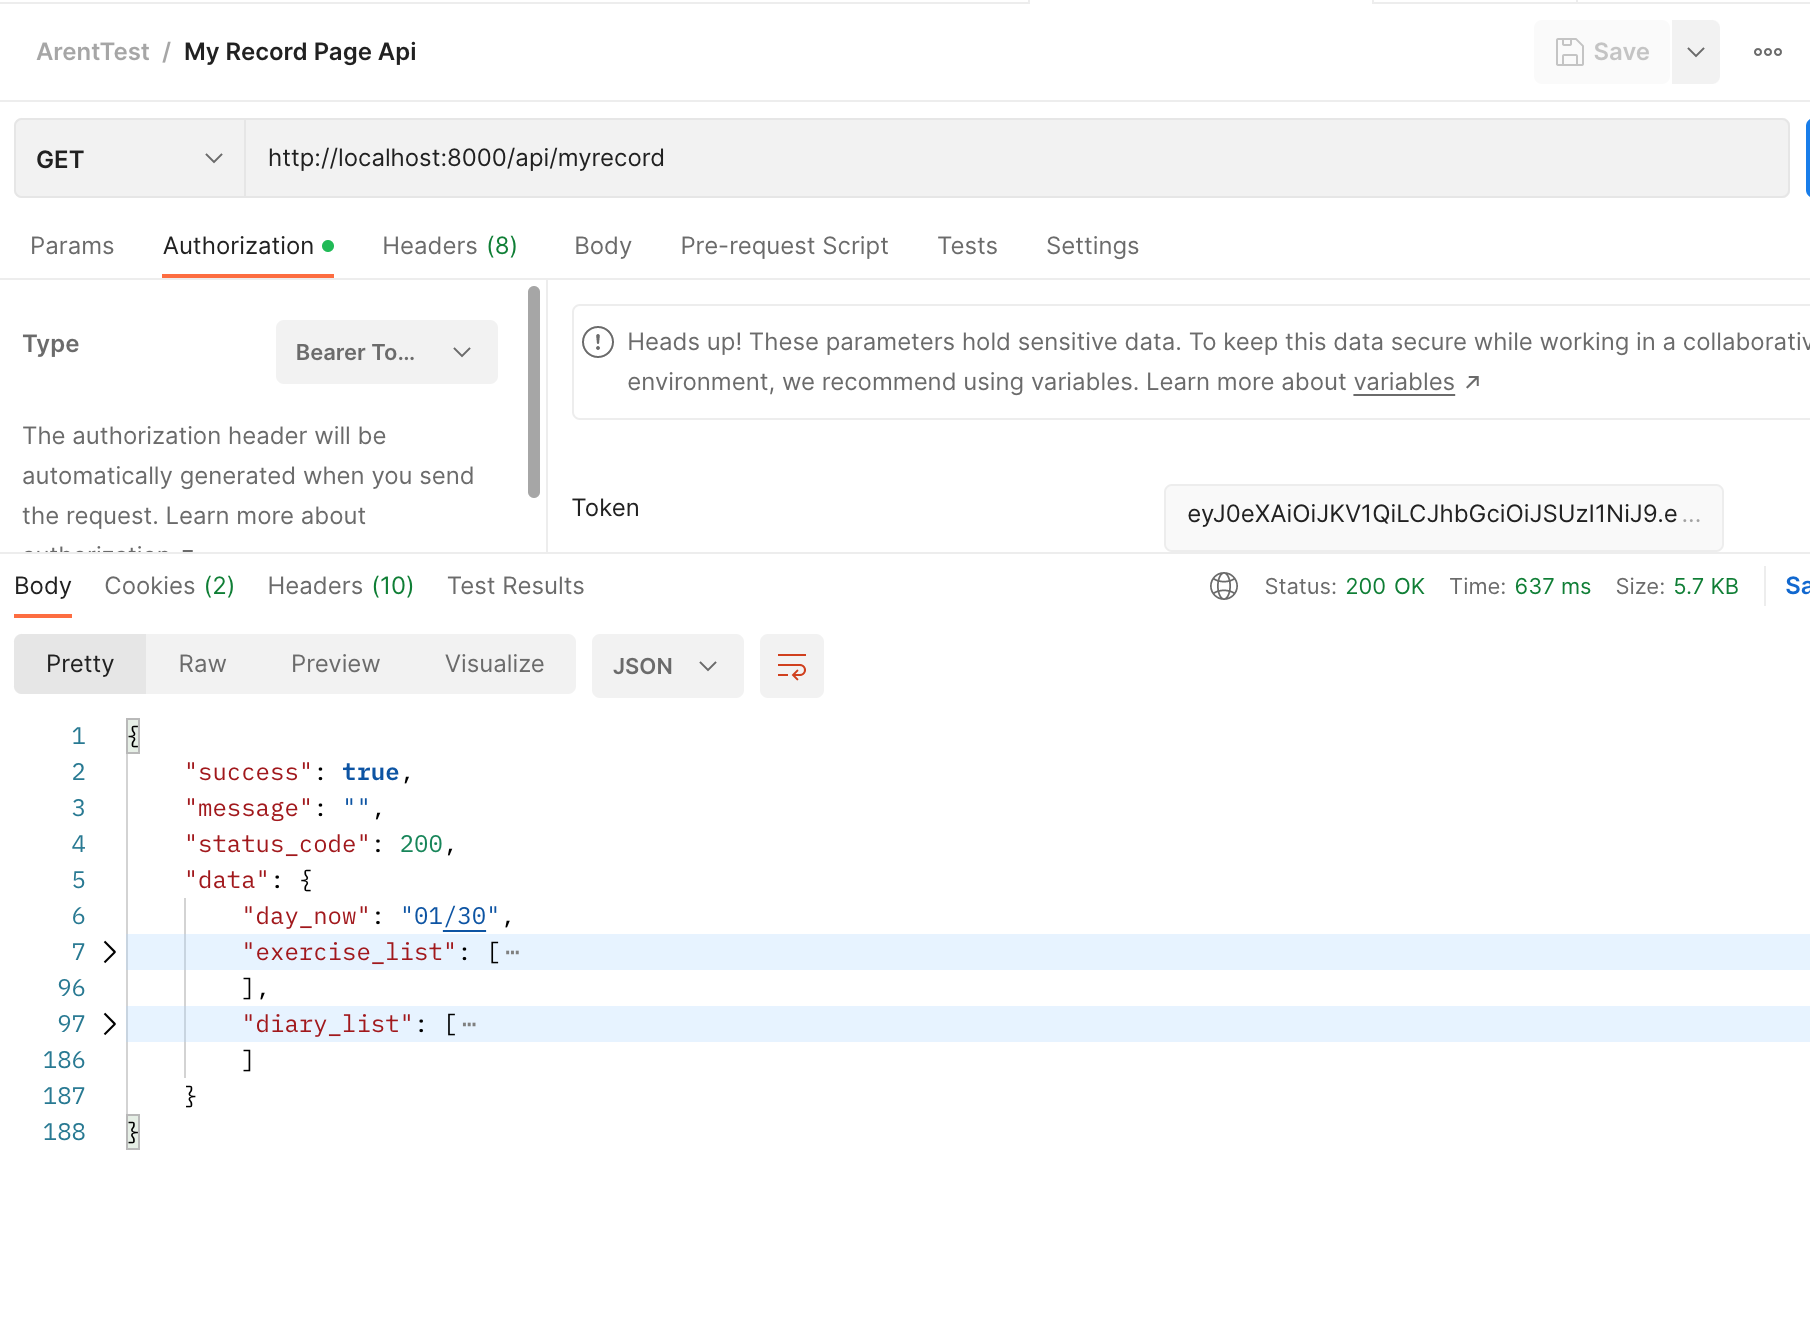 ArentTest / My Record Page Api
Save
GET
http://localhost:8000/api/myrecord
Params Authorization Headers (8) Body Pre-request Script Tests Settings
Type
Bearer To...
The authorization header will be
automatically generated when you send
the request. Learn more about
authorization
Heads up! These parameters hold sensitive data. To keep this data secure while working in a collaborativ
environment, we recommend using variables. Learn more about variables ↗
Token
eyJ0eXAiOiJKV1QiLCJhbGciOiJSUzI1NiJ9.e ...
Body Cookies (2) Headers (10) Test Results
Status: 200 OK Time: 637 ms Size: 5.7 KB
Sa
Pretty Raw Preview Visualize
JSON
1 {
2 "success": true,
3 "message": "",
4 "status_code": 200,
5 "data": {
6 "day_now": "01/30",
7 "exercise_list": [ ...
96 ],
97 "diary_list": [ ...
186 ]
187 }
188 }